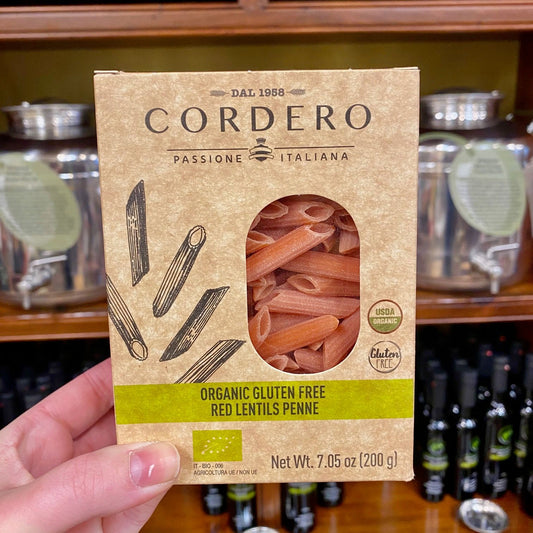 DAL 1958
CORDERO
PASSIONE ITALIANA
USDA
ORGANIC
Gluten
FREE
ORGANIC GLUTEN FREE
RED LENTILS PENNE
IT - BIO - 006
AGRICOLTURA UE / NON UE
Net Wt. 7.05 oz (200 g)